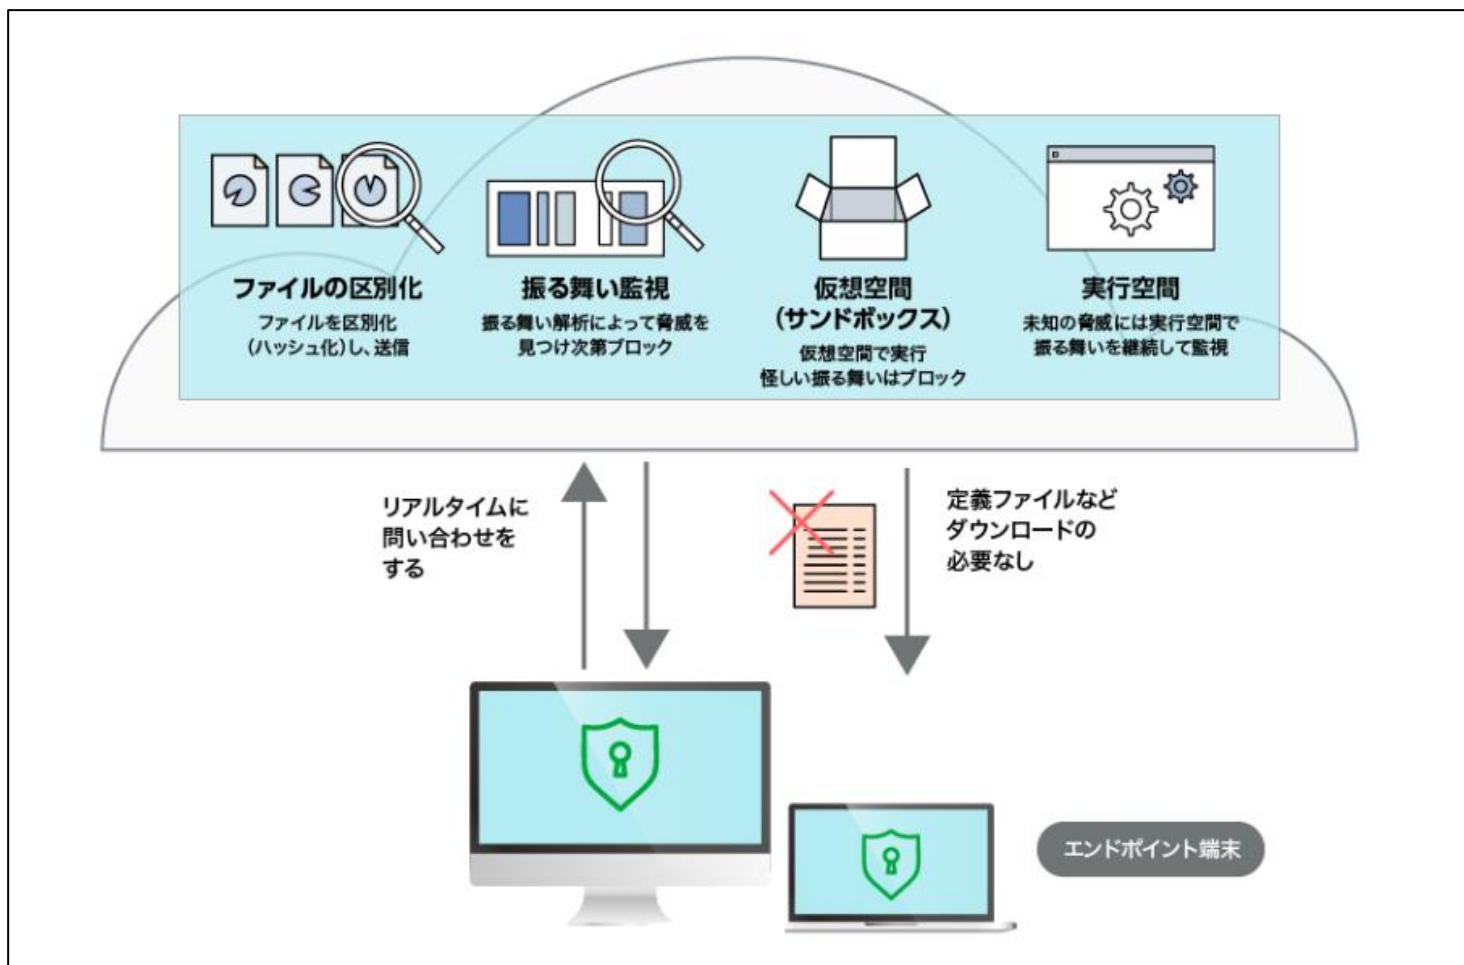 ファイルの区別化
ファイルを区別化
(ハッシュ化)し、送信
振る舞い監視
振る舞い解析によって脅威を
見つけ次第ブロック
仮想空間
(サンドボックス)
仮想空間で実行
怪しい振る舞いはブロック
実行空間
未知の脅威には実行空間で
振る舞いを継続して監視
リアルタイムに
問い合わせを
する
定義ファイルなど
ダウンロードの
必要なし
エンドポイント端末